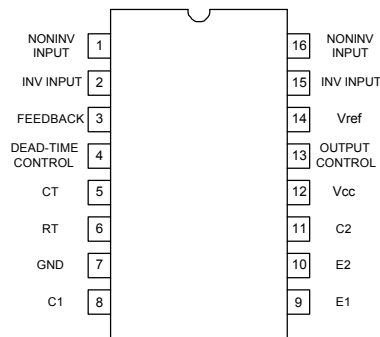 NONINV
INPUT
1
16
NONINV
INPUT
INV INPUT
2
15
INV INPUT
FEEDBACK
3
14
Vref
DEAD-TIME
CONTROL
4
13
OUTPUT
CONTROL
CT
5
12
Vcc
RT
6
11
C2
GND
7
10
E2
C1
8
9
E1